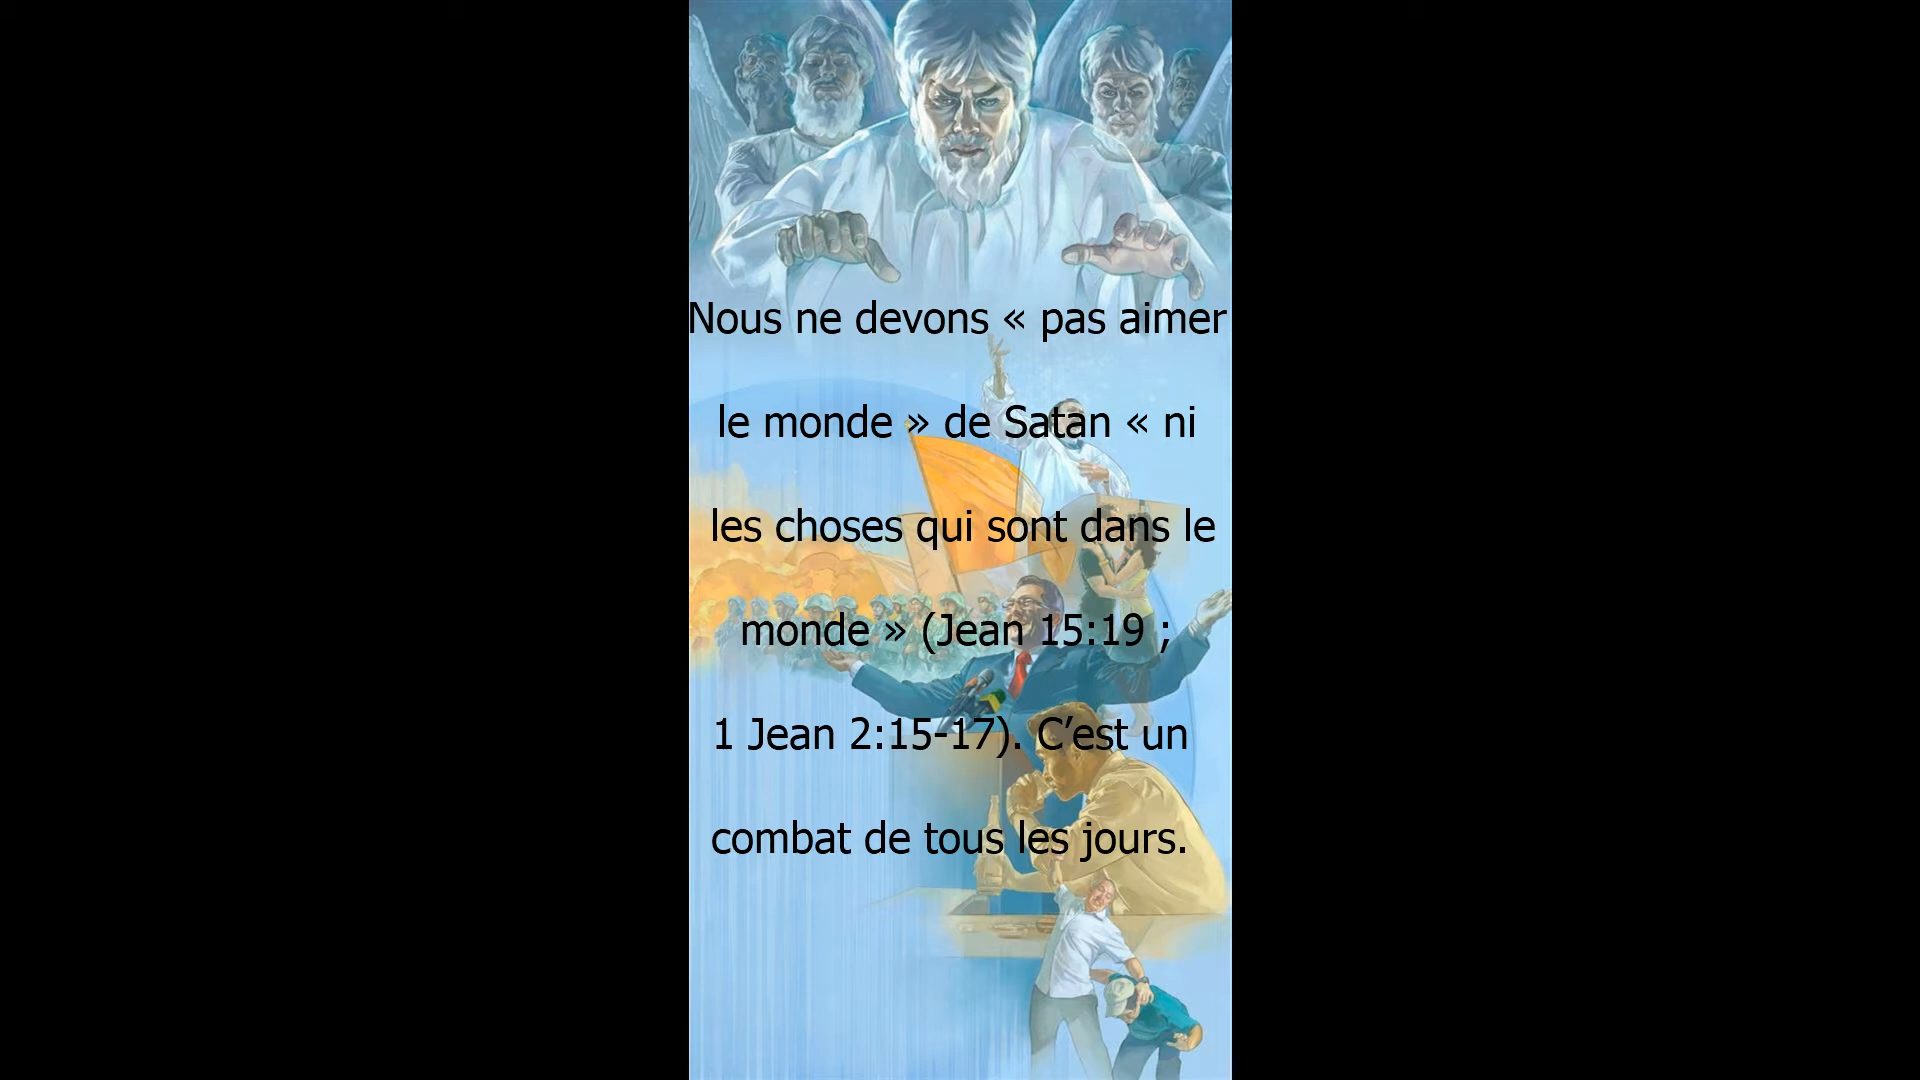 Nous ne devons « pas aimer
le monde » de Satan « ni
les choses qui sont dans le
monde » (Jean 15:19 ;
1 Jean 2:15-17). C’est un
combat de tous les jours.